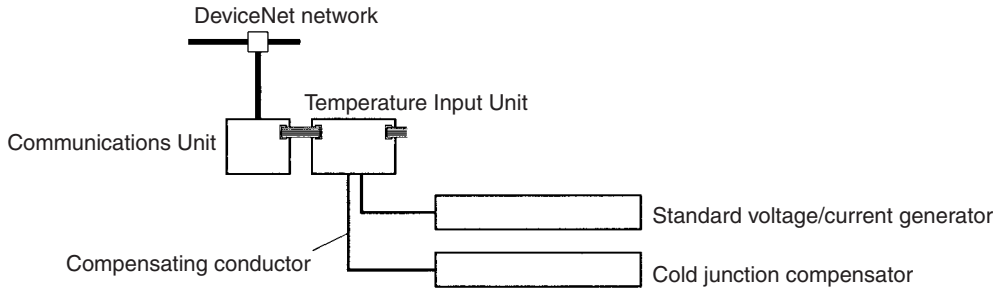 DeviceNet network
Temperature Input Unit
Communications Unit
Standard voltage/current generator
Compensating conductor
Cold junction compensator